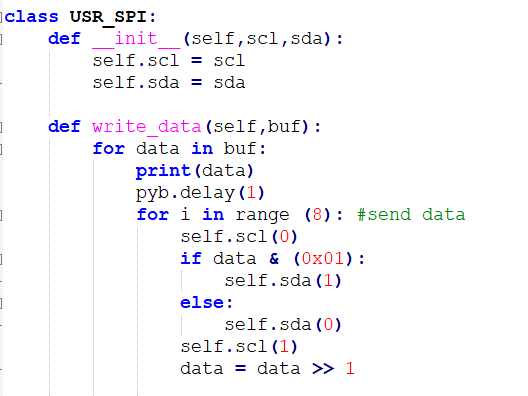 class USR_SPI:
    def __init__(self,scl,sda):
        self.scl = scl
        self.sda = sda

    def write_data(self,buf):
        for data in buf:
            print(data)
            pyb.delay(1)
            for i in range (8): #send data
                self.scl(0)
                if data & (0x01):
                    self.sda(1)
                else:
                    self.sda(0)
                self.scl(1)
                data = data >> 1